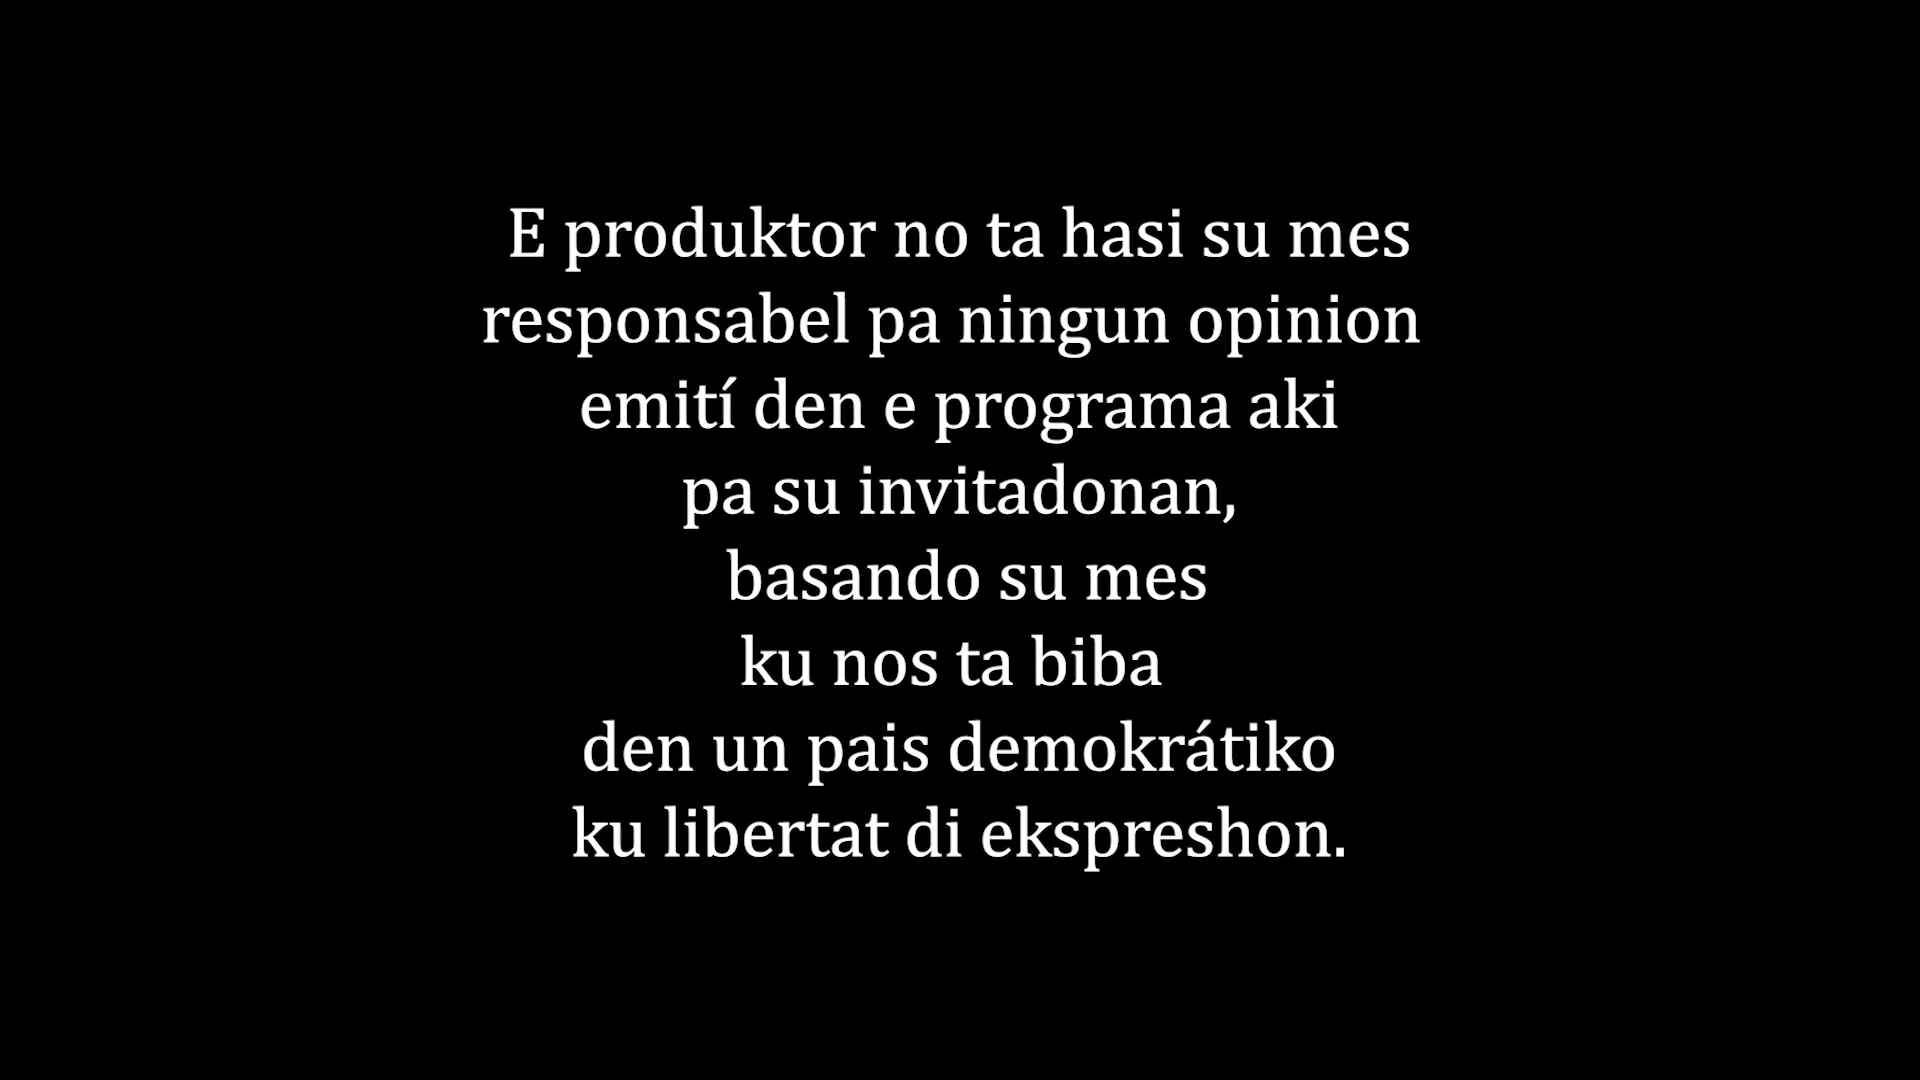 E produktor no ta hasi su mes
responsabel pa ningun opinion
emití den e programa aki
pa su invitadonan,
basando su mes
ku nos ta biba
den un pais demokrátiko
ku libertat di ekspreshon.